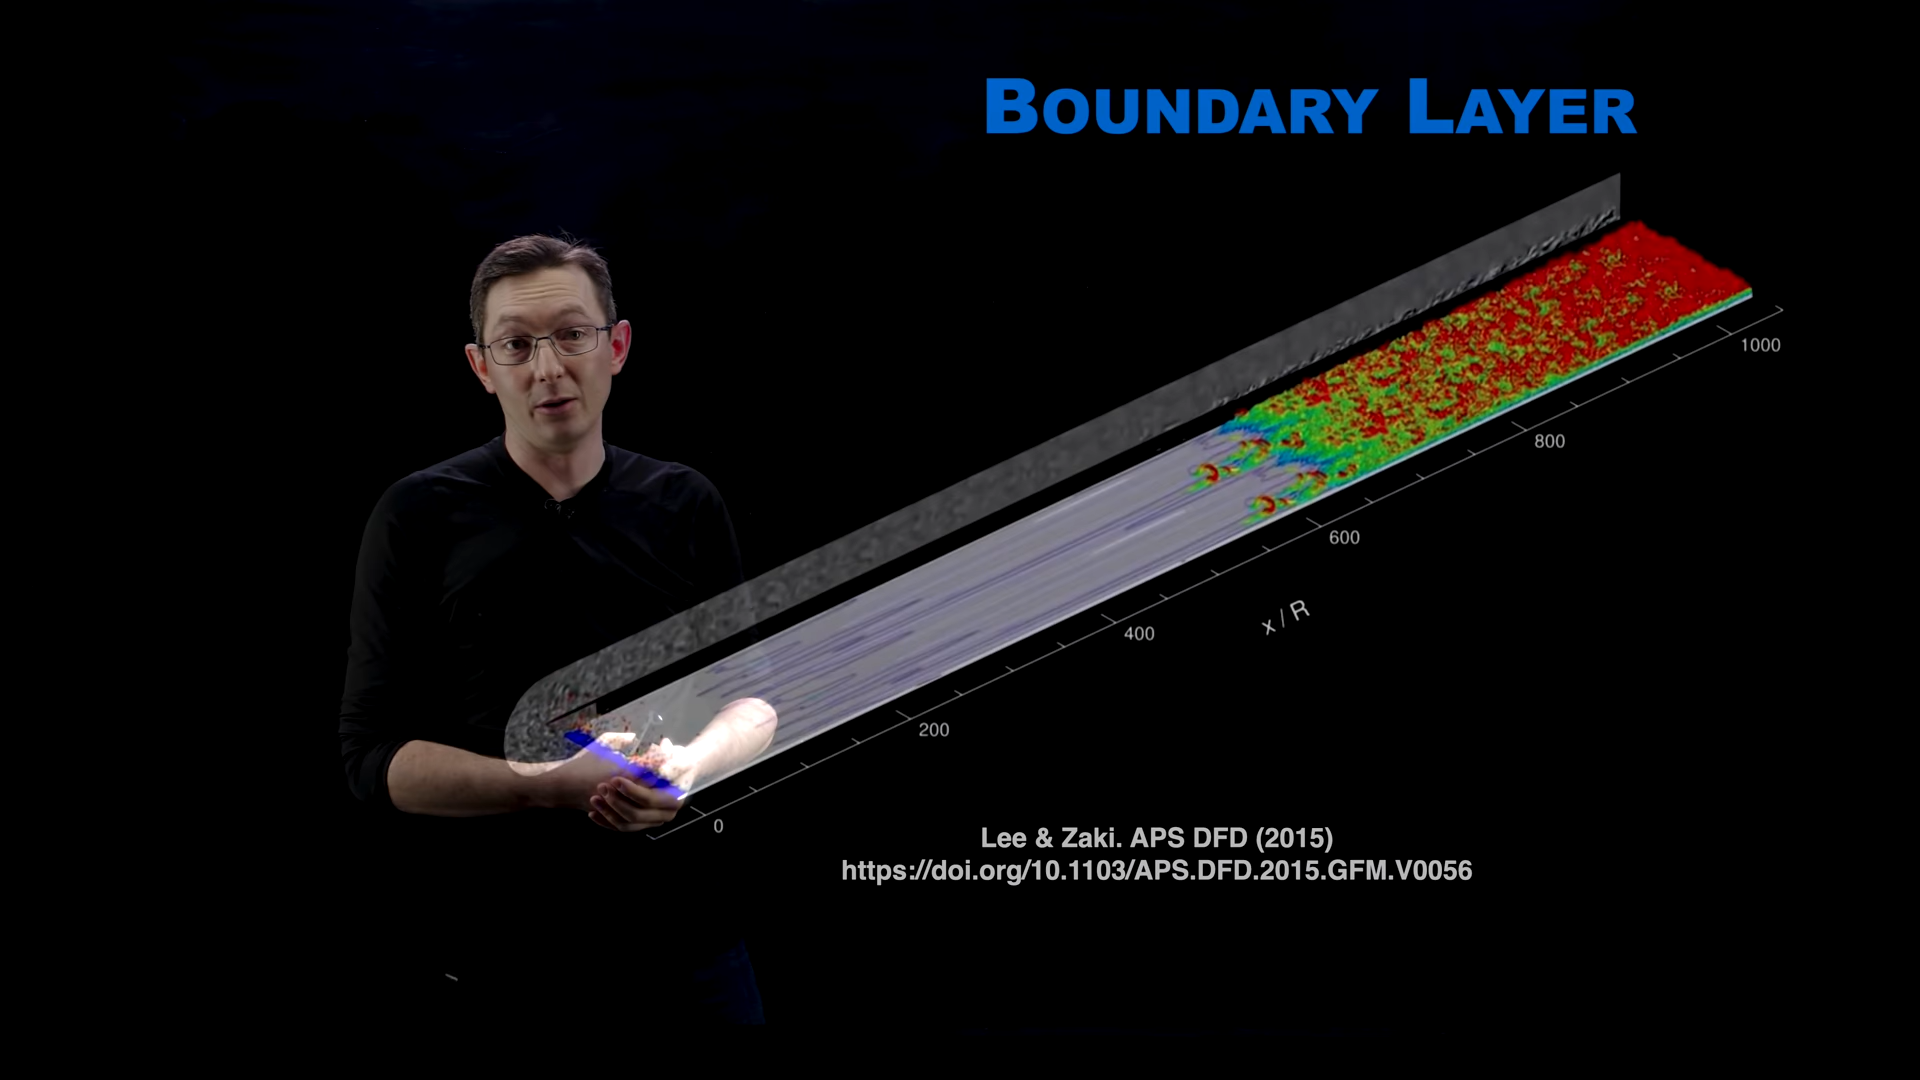 BOUNDARY LAYER
1000
800
600
x / R
400
200
0
Lee & Zaki. APS DFD (2015)
https://doi.org/10.1103/APS.DFD.2015.GFM.V0056